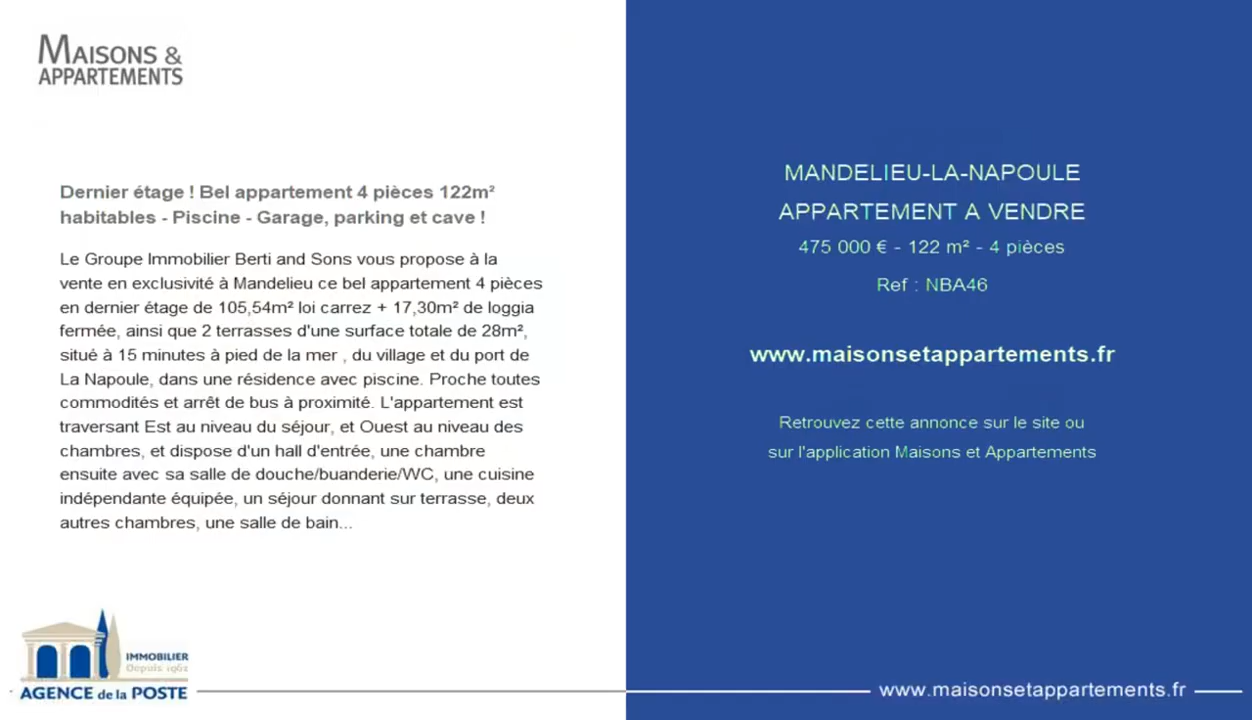 MAISONS &
APPARTEMENTS
Dernier étage ! Bel appartement 4 pièces 122m²
habitables - Piscine - Garage, parking et cave !
Le Groupe Immobilier Berti and Sons vous propose à la
vente en exclusivité à Mandelieu ce bel appartement 4 pièces
en dernier étage de 105,54m² loi carrez + 17,30m² de loggia
fermée, ainsi que 2 terrasses d'une surface totale de 28m²,
situé à 15 minutes à pied de la mer , du village et du port de
La Napoule, dans une résidence avec piscine. Proche toutes
commodités et arrêt de bus à proximité. L'appartement est
traversant Est au niveau du séjour, et Ouest au niveau des
chambres, et dispose d'un hall d'entrée, une chambre
ensuite avec sa salle de douche/buanderie/WC, une cuisine
indépendante équipée, un séjour donnant sur terrasse, deux
autres chambres, une salle de bain...
IMMOBILIER
Depuis 1962
AGENCE de la POSTE
MANDELIEU-LA-NAPOULE
APPARTEMENT A VENDRE
475 000 € - 122 m² - 4 pièces
Ref : NBA46
www.maisonsetappartements.fr
Retrouvez cette annonce sur le site ou
sur l'application Maisons et Appartements
www.maisonsetappartements.fr